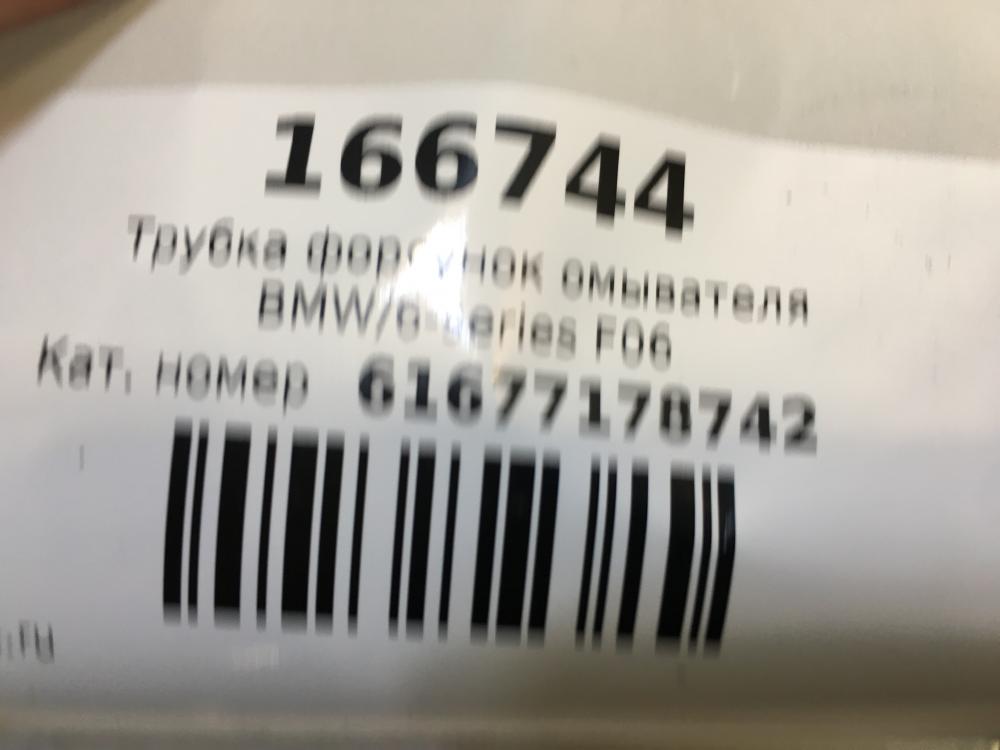 166744
Трубка форсунок омывателя
BMW/6-series F06
Кат. номер 61677178742